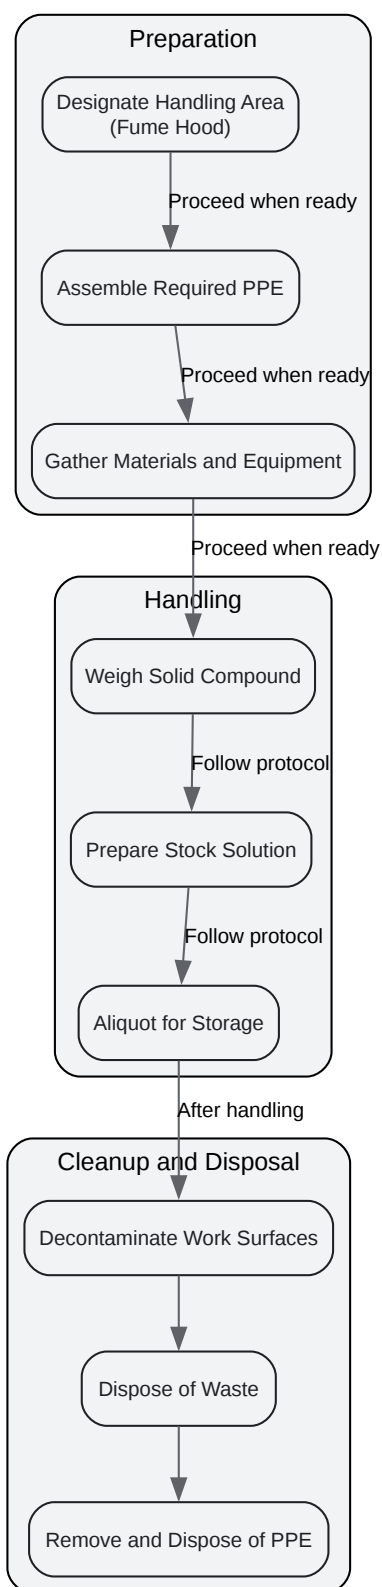 Preparation
Designate Handling Area
(Fume Hood)
Proceed when ready
Assemble Required PPE
Proceed when ready
Gather Materials and Equipment
Proceed when ready
Handling
Weigh Solid Compound
Follow protocol
Prepare Stock Solution
Follow protocol
Aliquot for Storage
After handling
Cleanup and Disposal
Decontaminate Work Surfaces
Dispose of Waste
Remove and Dispose of PPE